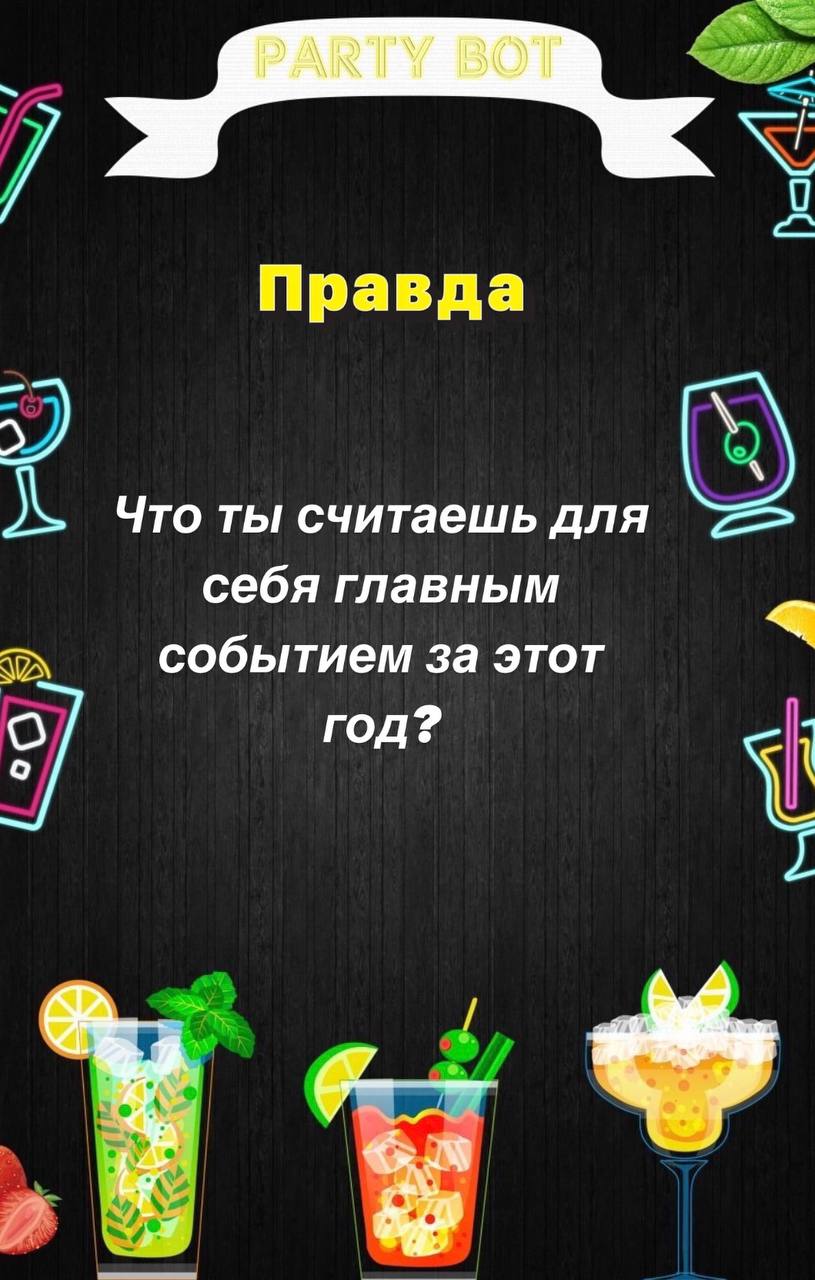 PARTY BOT
Правда
Что ты считаешь для
себя главным
событием за этот
год?